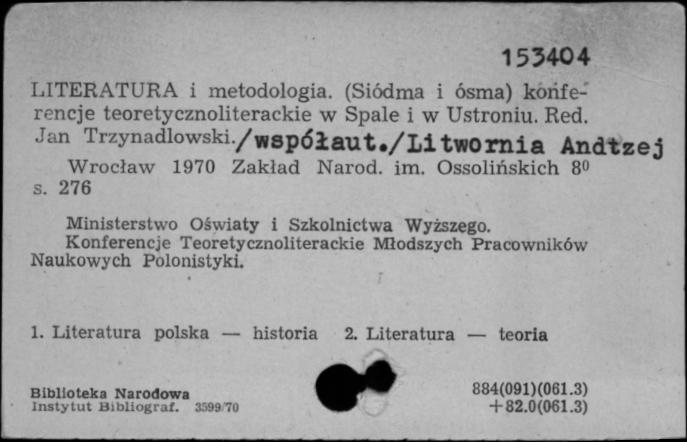 153404
LITERATURA i metodologia. (Siódma i ósma) konfe-
rencje teoretycznoliterackie w Spale i w Ustroniu. Red.
Jan Trzynadlowski./współaut./Litwornia Andtzej
Wrocław 1970 Zakład Narod. im. Ossolińskich 8⁰
s. 276
Ministerstwo Oświaty i Szkolnictwa Wyższego.
Konferencje Teoretycznoliterackie Młodszych Pracowników
Naukowych Polonistyki.
1. Literatura polska — historia 2. Literatura — teoria
Biblioteka Narodowa 884(091)(061.3)
Instytut Bibliograf. 3599/70 +82.0(061.3)